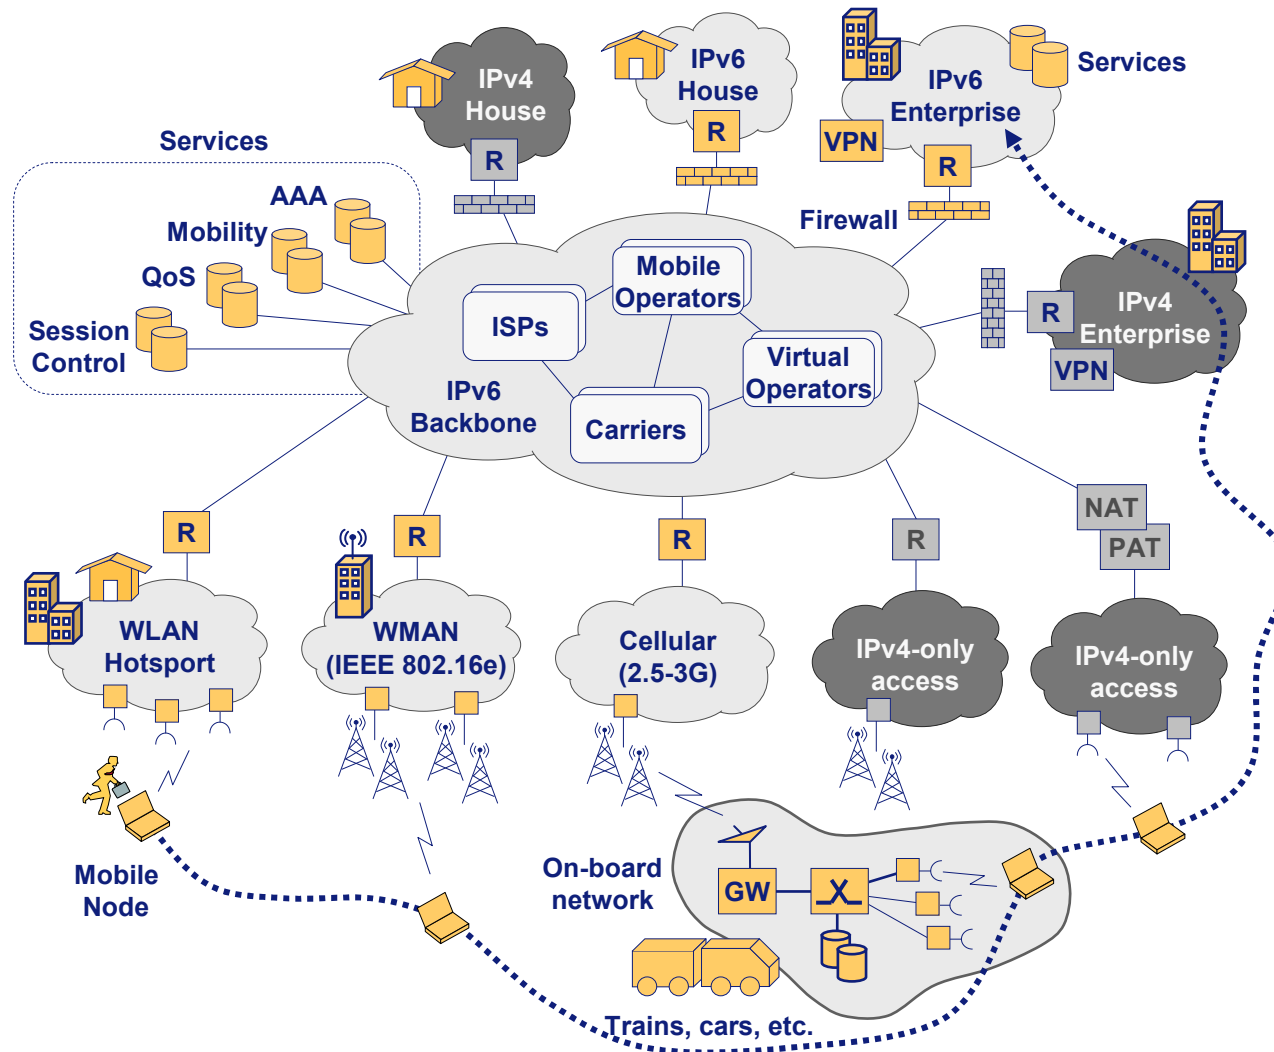 IPv4
House
R
IPv6
House
R
IPv6
Enterprise
Services
VPN
R
Firewall
Services
AAA
Mobility
QoS
Session
Control
Mobile
Operators
ISPs
Virtual
Operators
IPv6
Backbone
Carriers
IPv4
Enterprise
R
VPN
R
R
R
R
NAT
PAT
WLAN
Hotsport
WMAN
(IEEE 802.16e)
Cellular
(2.5-3G)
IPv4-only
access
IPv4-only
access
Mobile
Node
On-board
network
GW
Trains, cars, etc.